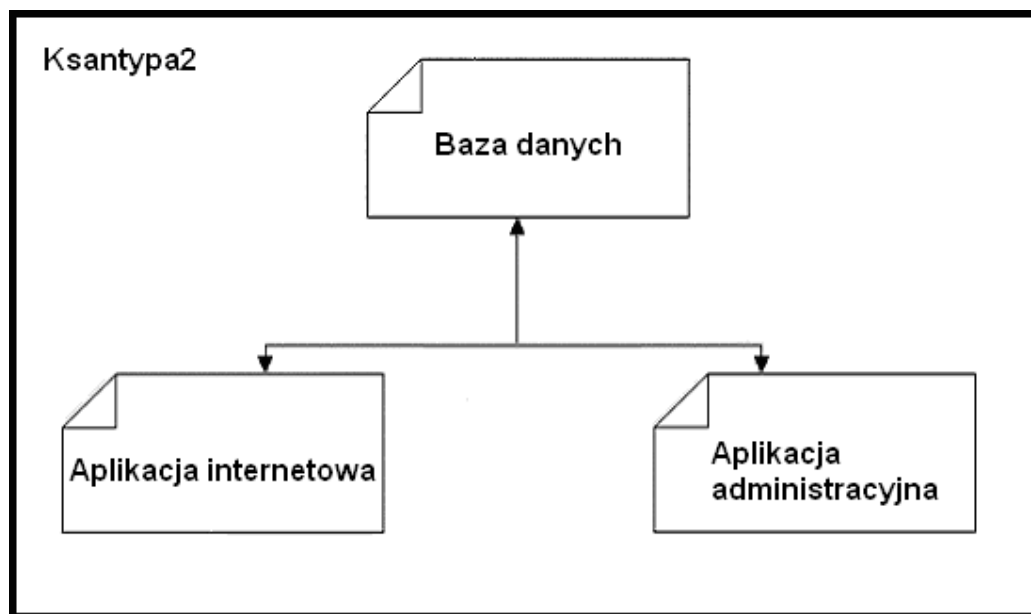 Ksantypa2
Baza danych
Aplikacja internetowa
Aplikacja
administracyjna